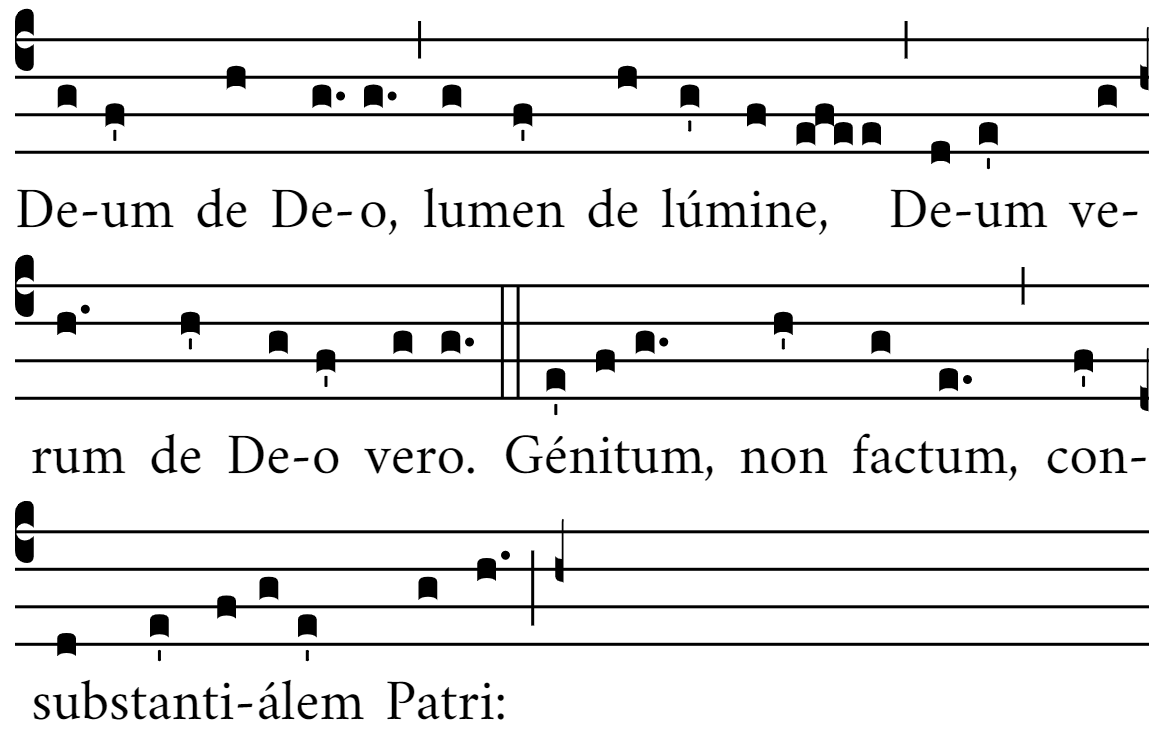 De-um de De-o, lumen de lúmine, De-um ve-
rum de De-o vero. Génitum, non factum, con-
substanti-álem Patri: